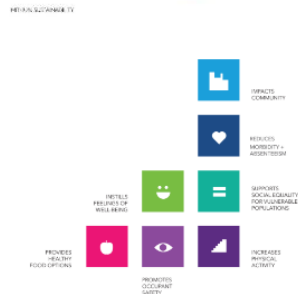 IMPACTS
COMMUNITY
REDUCES
MORBIDITY +
ABSENTEEISM
INSTILLS
FEELINGS OF
WELL BEING
SUPPORTS
SOCIAL EQUALITY
FOR VULNERABLE
POPULATIONS
PROVIDES
HEALTHY
FOOD OPTIONS
INCREASES
PHYSICAL
ACTIVITY
PROMOTES
OCCUPANT
SAFETY